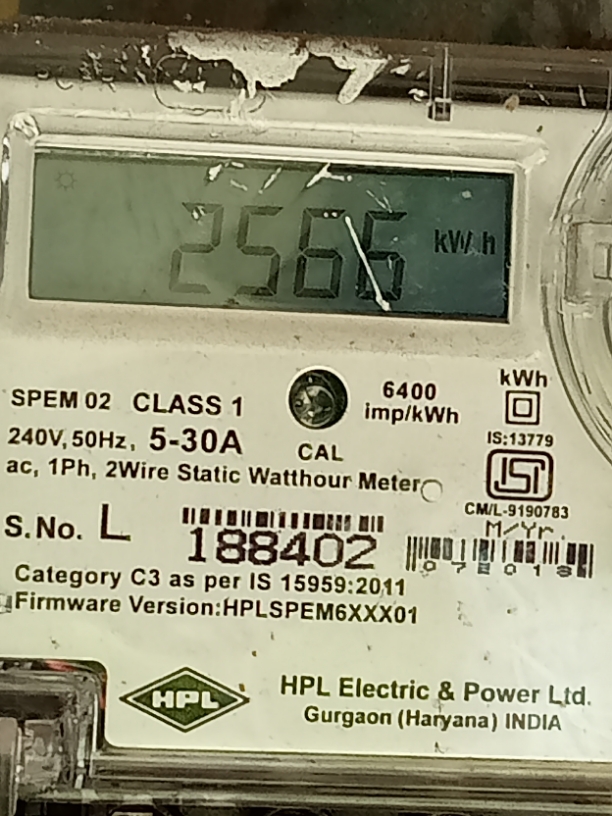 2566 kWh
SPEM 02 CLASS 1
6400
imp/kWh
kWh
240V, 50Hz, 5-30A
CAL
IS:13779
ac, 1Ph, 2Wire Static Watthour Meter
ISI
CM/L-9190783
M/Yr.
S.No. L 188402
Category C3 as per IS 15959:2011
Firmware Version:HPLSPEM6XXX01
HPL
HPL Electric & Power Ltd.
Gurgaon (Haryana) INDIA